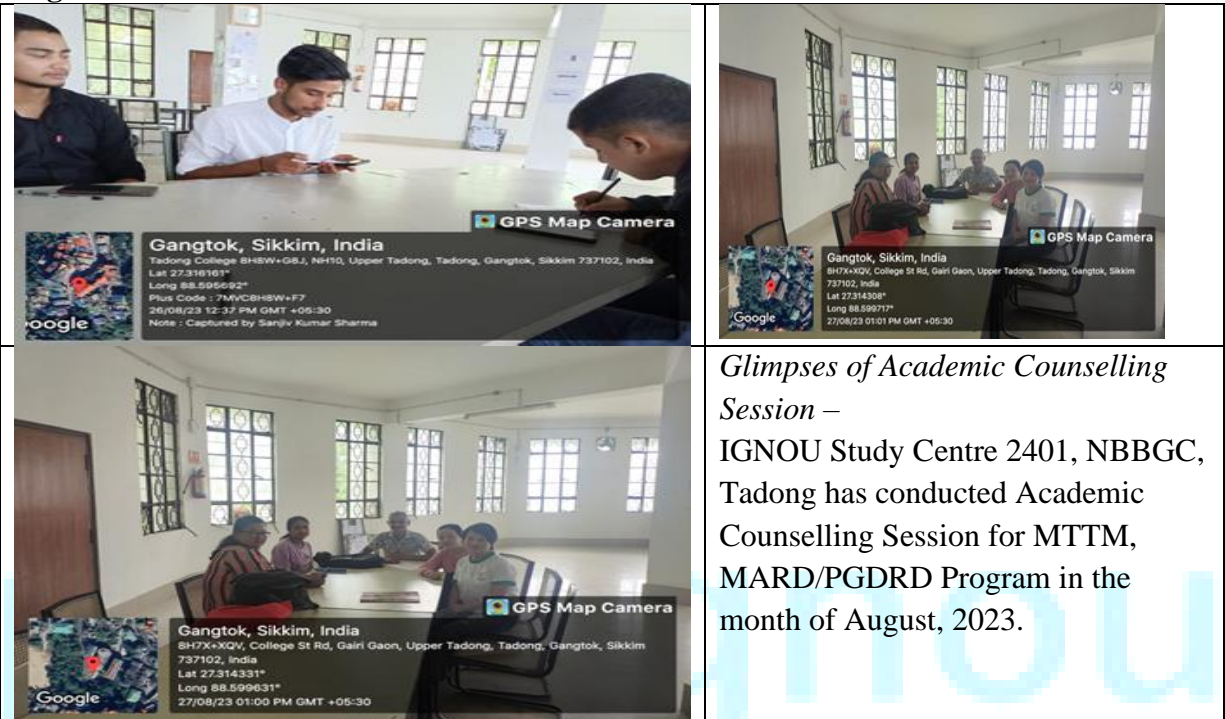 GPS Map Camera
Gangtok, Sikkim, India
Tadong College 8H8W+G8J, NH10, Upper Tadong, Tadong, Gangtok, Sikkim 737102, India
Lat 27.316161°
Long 88.595692°
Plus Code : 7MVC8H8W+F7
26/08/23 12:37 PM GMT +05:30
Note : Captured by Sanjiv Kumar Sharma
oogle
GPS Map Camera
Gangtok, Sikkim, India
8H7X+XQV, College St Rd, Gairi Gaon, Upper Tadong, Tadong, Gangtok, Sikkim
737102, India
Lat 27.314308°
Long 88.599717°
27/08/23 01:01 PM GMT +05:30
Google
GPS Map Camera
Gangtok, Sikkim, India
8H7X+XQV, College St Rd, Gairi Gaon, Upper Tadong, Tadong, Gangtok, Sikkim
737102, India
Lat 27.314331°
Long 88.599631°
27/08/23 01:00 PM GMT +05:30
Google
Glimpses of Academic Counselling
Session –
IGNOU Study Centre 2401, NBBGC,
Tadong has conducted Academic
Counselling Session for MTTM,
MARD/PGDRD Program in the
month of August, 2023.